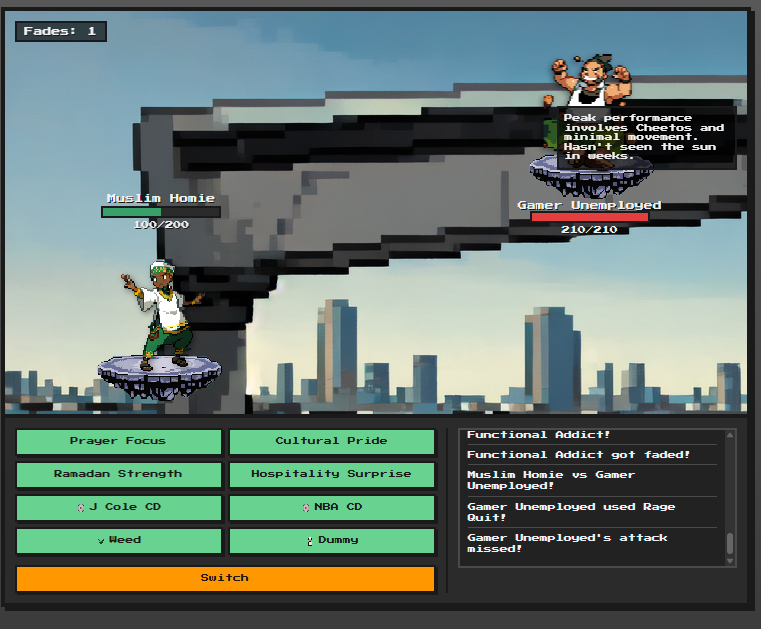 Fades: 1
Peak performance
involves Cheetos and
minimal movement.
Hasn't seen the sun
in weeks.
Muslim Homie
100/200
Gamer Unemployed
210/210
Prayer Focus
Cultural Pride
Ramadan Strength
Hospitality Surprise
J Cole CD
NBA CD
Weed
Dummy
Switch
Functional Addict!
Functional Addict got faded!
Muslim Homie vs Gamer
Unemployed!
Gamer Unemployed used Rage
Quit!
Gamer Unemployed's attack
missed!